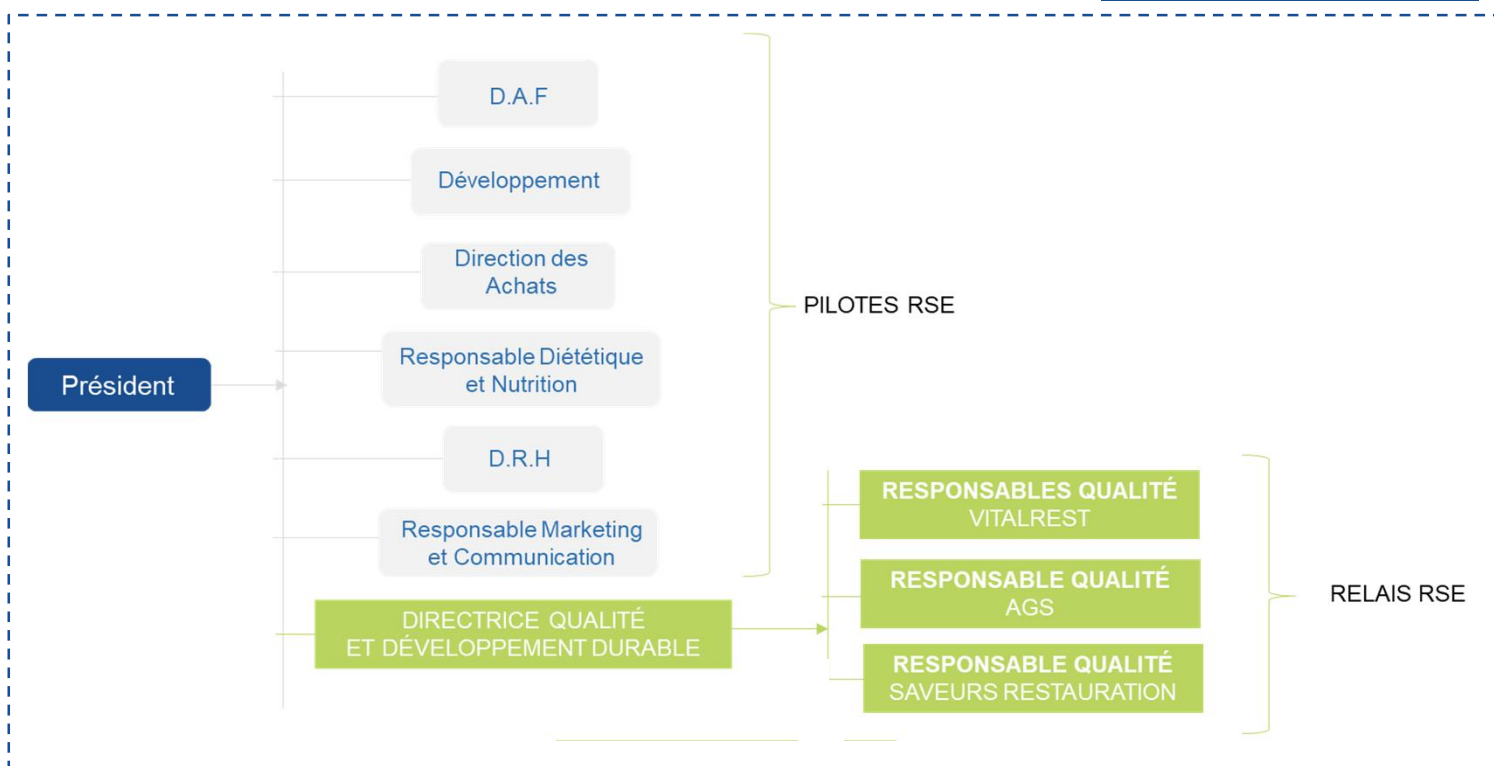 D.A.F
Développement
Direction des
Achats
Responsable Diététique
et Nutrition
D.R.H
Responsable Marketing
et Communication
PILOTES RSE
Président
DIRECTRICE QUALITÉ
ET DÉVELOPPEMENT DURABLE
RESPONSABLES QUALITÉ
VITALREST
RESPONSABLE QUALITÉ
AGS
RESPONSABLE QUALITÉ
SAVEURS RESTAURATION
RELAIS RSE